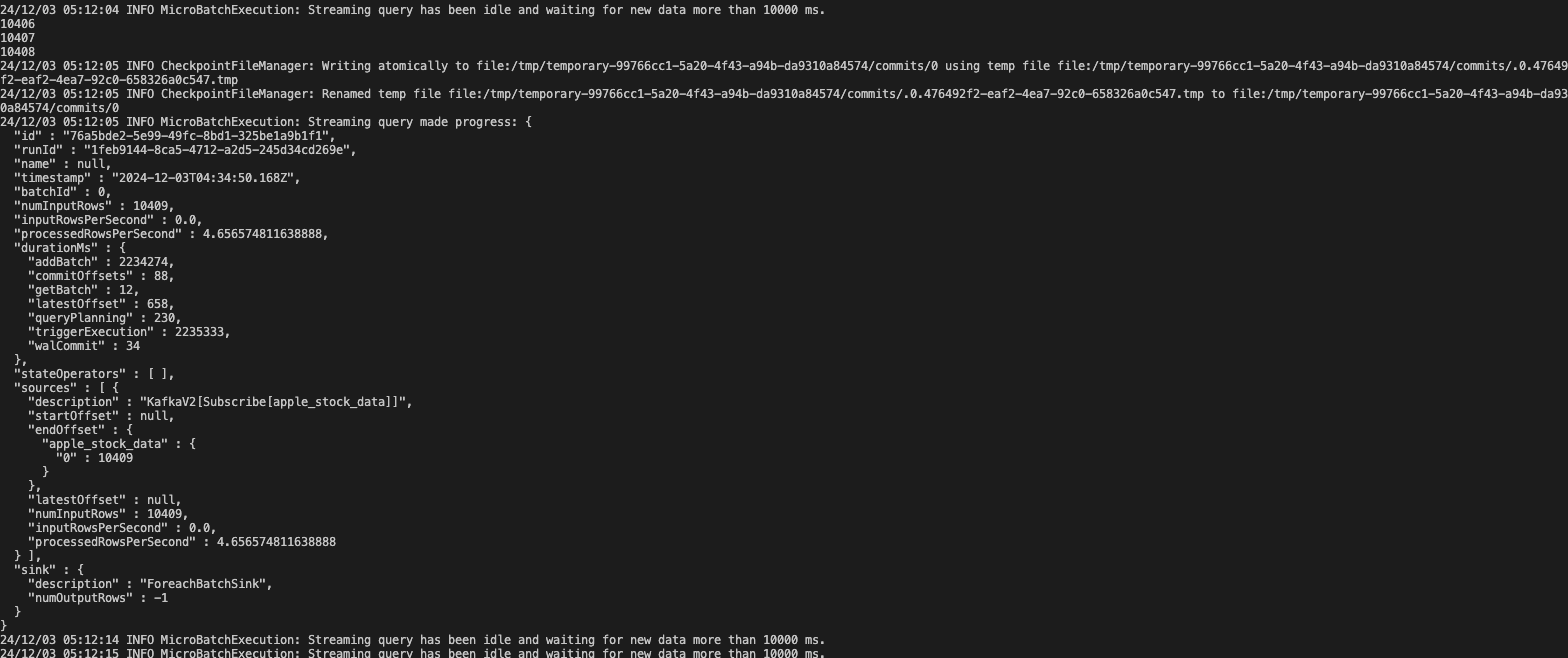 24/12/03 05:12:04 INFO MicroBatchExecution: Streaming query has been idle and waiting for new data more than 10000 ms.
10406
10407
10408
24/12/03 05:12:05 INFO CheckpointFileManager: Writing atomically to file:/tmp/temporary-99766cc1-5a20-4f43-a94b-da9310a84574/commits/0 using temp file file:/tmp/temporary-99766cc1-5a20-4f43-a94b-da9310a84574/commits/.0.47649
f2-eaf2-4ea7-92c0-658326a0c547.tmp
24/12/03 05:12:05 INFO CheckpointFileManager: Renamed temp file file:/tmp/temporary-99766cc1-5a20-4f43-a94b-da9310a84574/commits/.0.476492f2-eaf2-4ea7-92c0-658326a0c547.tmp to file:/tmp/temporary-99766cc1-5a20-4f43-a94b-da93
0a84574/commits/0
24/12/03 05:12:05 INFO MicroBatchExecution: Streaming query made progress: {
  "id" : "76a5bde2-5e99-49fc-8bd1-325be1a9b1f1",
  "runId" : "1feb9144-8ca5-4712-a2d5-245d34cd269e",
  "name" : null,
  "timestamp" : "2024-12-03T04:34:50.168Z",
  "batchId" : 0,
  "numInputRows" : 10409,
  "inputRowsPerSecond" : 0.0,
  "processedRowsPerSecond" : 4.656574811638888,
  "durationMs" : {
    "addBatch" : 2234274,
    "commitOffsets" : 88,
    "getBatch" : 12,
    "latestOffset" : 658,
    "queryPlanning" : 230,
    "triggerExecution" : 2235333,
    "walCommit" : 34
  },
  "stateOperators" : [ ],
  "sources" : [ {
    "description" : "KafkaV2[Subscribe[apple_stock_data]]",
    "startOffset" : null,
    "endOffset" : {
      "apple_stock_data" : {
        "0" : 10409
      }
    },
    "latestOffset" : null,
    "numInputRows" : 10409,
    "inputRowsPerSecond" : 0.0,
    "processedRowsPerSecond" : 4.656574811638888
  } ],
  "sink" : {
    "description" : "ForeachBatchSink",
    "numOutputRows" : -1
  }
}
24/12/03 05:12:14 INFO MicroBatchExecution: Streaming query has been idle and waiting for new data more than 10000 ms.
24/12/03 05:12:15 INFO MicroBatchExecution: Streaming query has been idle and waiting for new data more than 10000 ms.